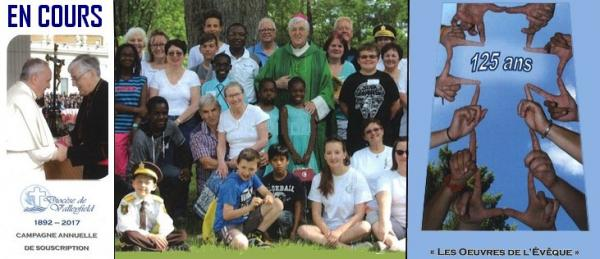 EN COURS
Diocèse de
Valleyfield
1892 – 2017
CAMPAGNE ANNUELLE
DE SOUSCRIPTION
125 ans
« LES OEUVRES DE L'ÉVÊQUE »